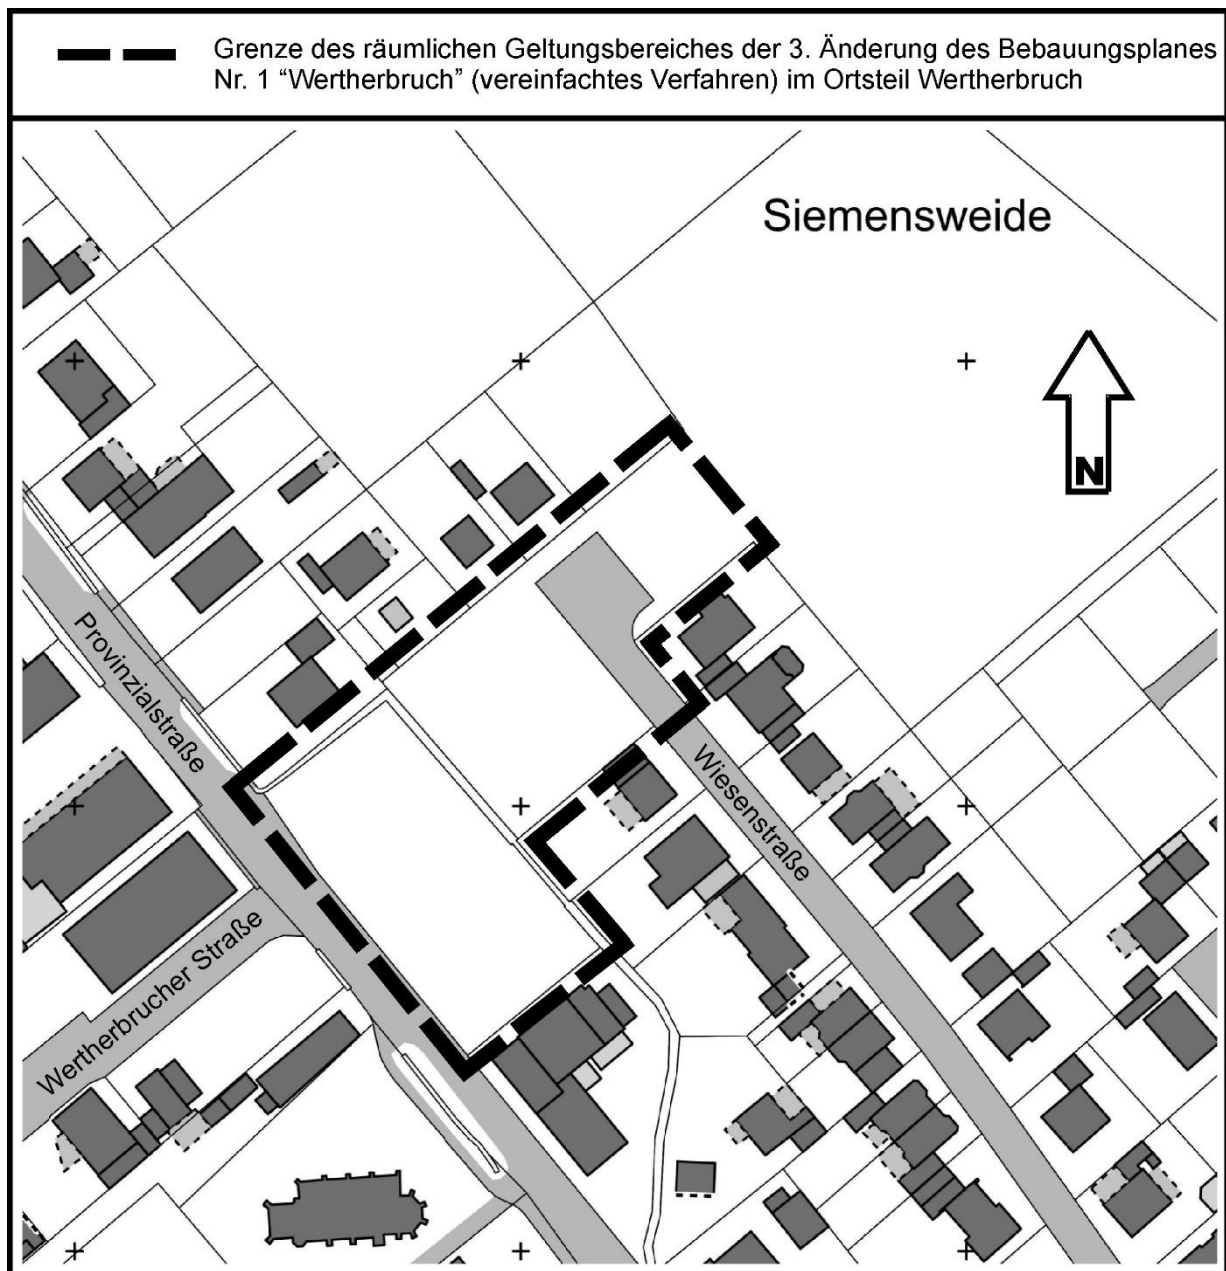 Grenze des räumlichen Geltungsbereiches der 3. Änderung des Bebauungsplanes
Nr. 1 “Wertherbruch” (vereinfachtes Verfahren) im Ortsteil Wertherbruch
Siemensweide
N
Provinzialstraße
Wiesenstraße
Wertherbrucher Straße